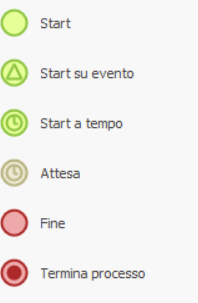 Start
Start su evento
Start a tempo
Attesa
Fine
Termina processo